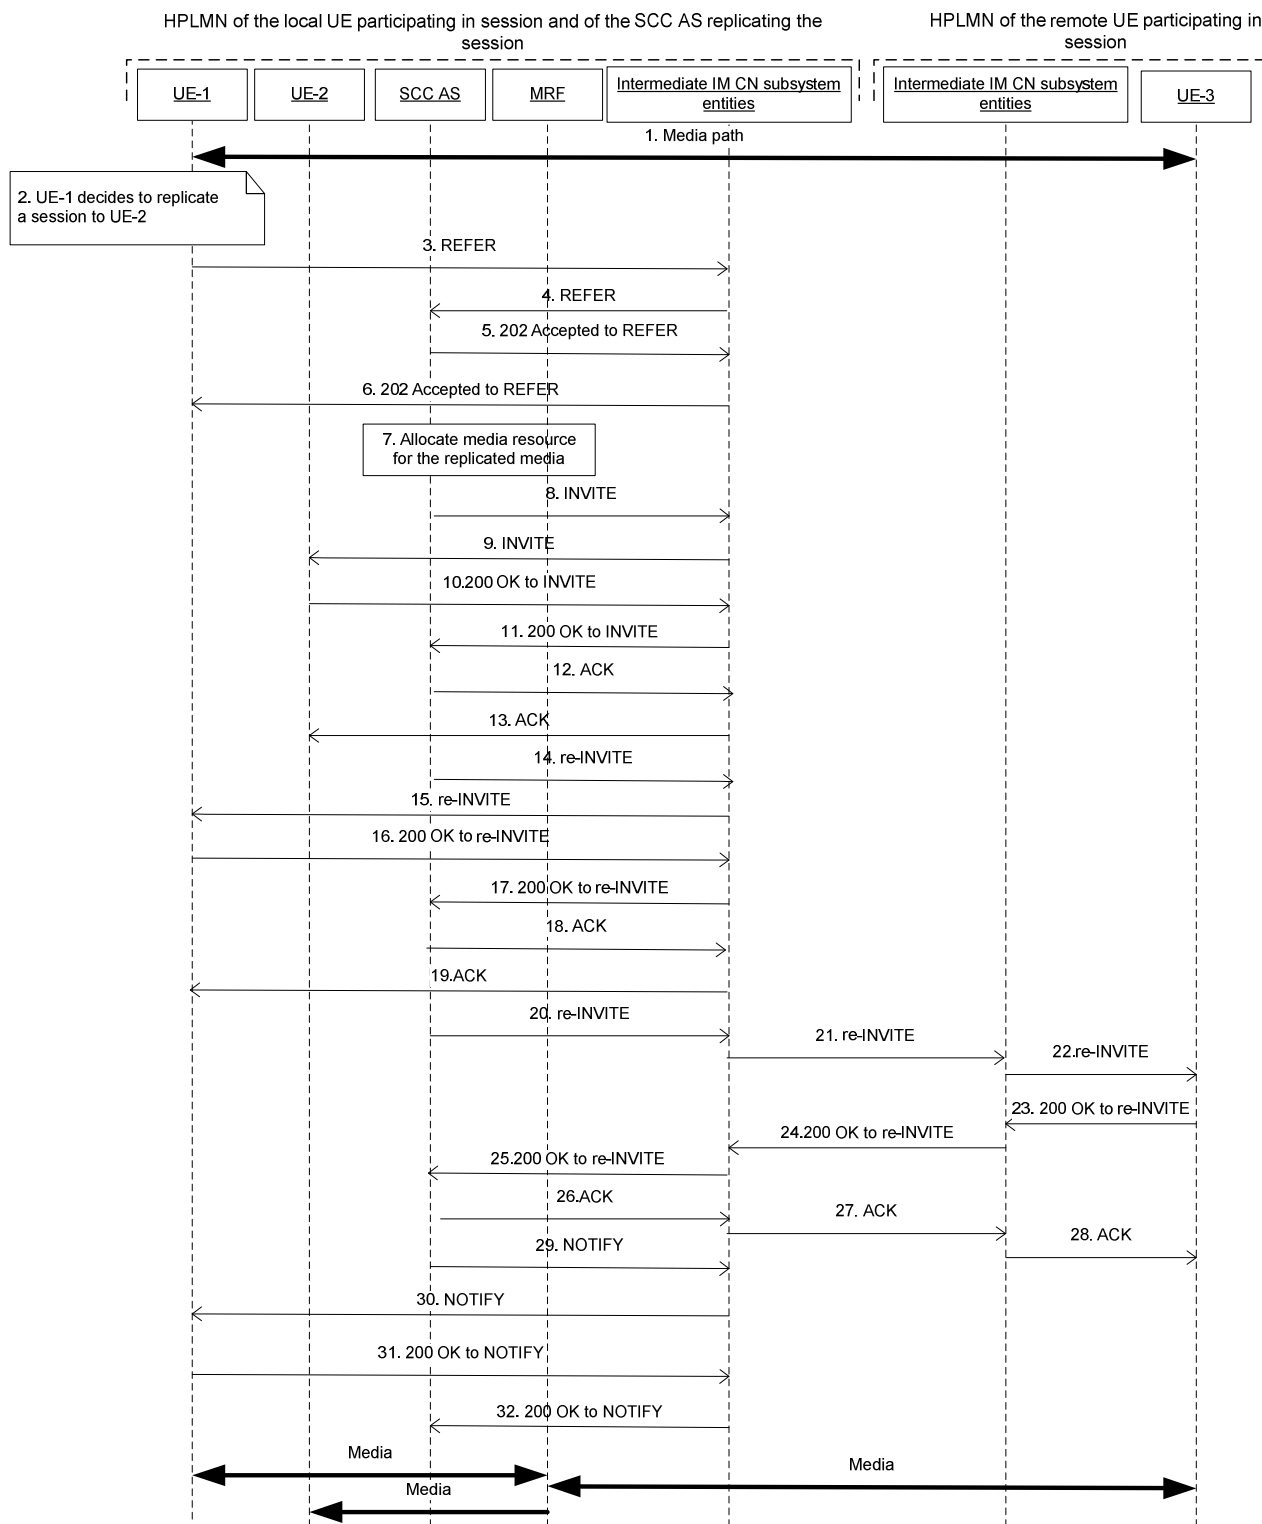 HPLMN of the local UE participating in session and of the SCC AS replicating the
session
HPLMN of the remote UE participating in
session
UE-1
UE-2
SCC AS
MRF
Intermediate IM CN subsystem
entities
Intermediate IM CN subsystem
entities
UE-3
1. Media path
2. UE-1 decides to replicate
a session to UE-2
3. REFER
4. REFER
5. 202 Accepted to REFER
6. 202 Accepted to REFER
7. Allocate media resource
for the replicated media
8. INVITE
9. INVITE
10.200 OK to INVITE
11. 200 OK to INVITE
12. ACK
13. ACK
14. re-INVITE
15. re-INVITE
16. 200 OK to re-INVITE
17. 200 OK to re-INVITE
18. ACK
19.ACK
20. re-INVITE
21. re-INVITE
22.re-INVITE
23. 200 OK to re-INVITE
24.200 OK to re-INVITE
25.200 OK to re-INVITE
26.ACK
27. ACK
28. ACK
29. NOTIFY
30. NOTIFY
31. 200 OK to NOTIFY
32. 200 OK to NOTIFY
Media
Media
Media